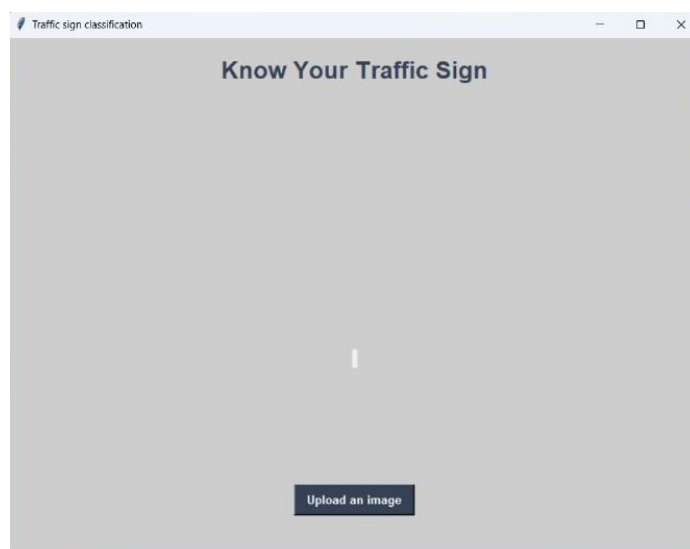 Traffic sign classification
Know Your Traffic Sign
Upload an image